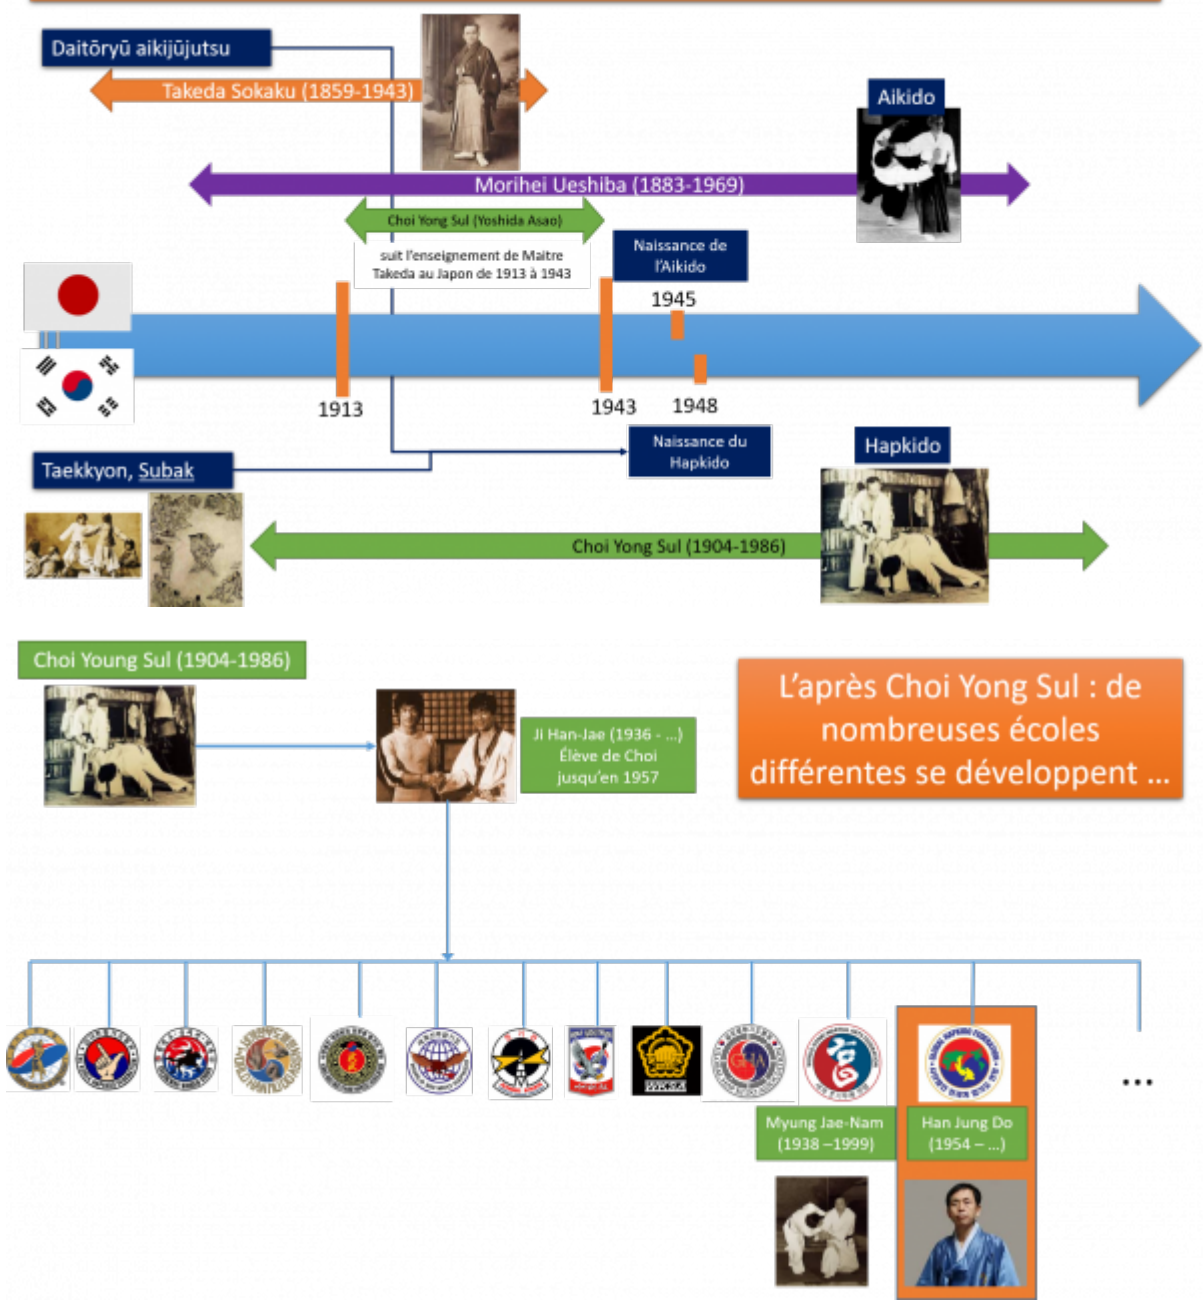 Daitōryū aikijūjutsu
Takeda Sokaku (1859-1943)
Aikido
Morihei Ueshiba (1883-1969)
Choi Yong Sul (Yoshida Asao)
suit l'enseignement de Maitre
Takeda au Japon de 1913 à 1943
Naissance de
l'Aikido
1945
1913
1943
1948
Taekkyon, Subak
Naissance du
Hapkido
Hapkido
Choi Yong Sul (1904-1986)
Choi Young Sul (1904-1986)
Ji Han-Jae (1936 - ...)
Élève de Choi
jusqu'en 1957
L'après Choi Yong Sul : de
nombreuses écoles
différentes se développent ...
GHA
Myung Jae-Nam
(1938 –1999)
Han Jung Do
(1954 – ...)
...